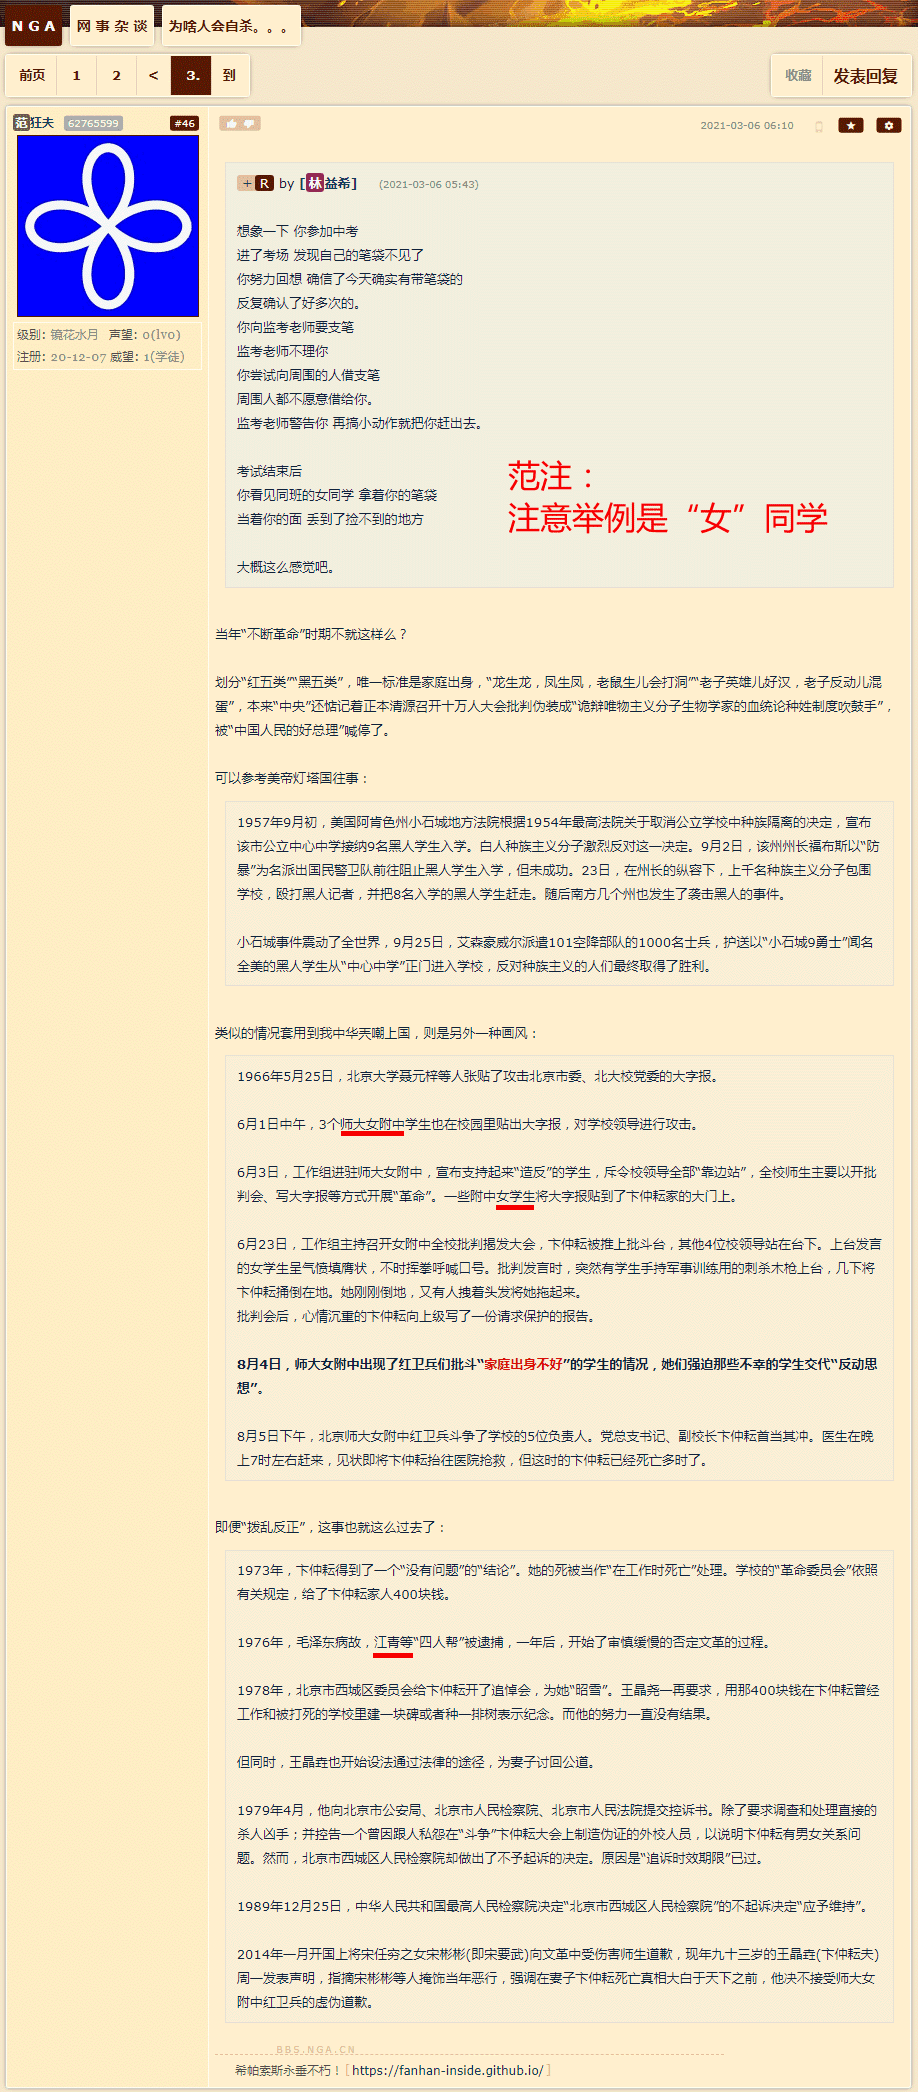 NGA 网事杂谈 为啥人会自杀。。。
前页 1 2 < 3. 到 收藏 发表回复
范狂夫 62765599 #46
2021-03-06 06:10
级别: 镜花水月 声望: 0(lv0)
注册: 20-12-07 威望: 1(学徒)
+ R by [林益希] (2021-03-06 05:43)
想象一下 你参加中考
进了考场 发现自己的笔袋不见了
你努力回想 确信了今天确实有带笔袋的
反复确认了好多次的。
你向监考老师要支笔
监考老师不理你
你尝试向周围的人借支笔
周围人都不愿意借给你。
监考老师警告你 再搞小动作就把你赶出去。
考试结束后
你看见同班的女同学 拿着你的笔袋
当着你的面 丢到了捡不到的地方
大概这么感觉吧。
范注：
注意举例是“女”同学
当年“不断革命”时期不就这样么？
划分“红五类”“黑五类”，唯一标准是家庭出身，“龙生龙，凤生凤，老鼠生儿会打洞”“老子英雄儿好汉，老子反动儿混
蛋”，本来“中央”还惦记着正本清源召开十万人大会批判伪装成“诡辩唯物主义分子生物学家的血统论种姓制度吹鼓手”，
被“中国人民的好总理”喊停了。
可以参考美帝灯塔国往事：
1957年9月初，美国阿肯色州小石城地方法院根据1954年最高法院关于取消公立学校中种族隔离的决定，宣布
该市公立中心中学接纳9名黑人学生入学。白人种族主义分子激烈反对这一决定。9月2日，该州州长福布斯以“防
暴”为名派出国民警卫队前往阻止黑人学生入学，但未成功。23日，在州长的纵容下，上千名种族主义分子包围
学校，殴打黑人记者，并把8名入学的黑人学生赶走。随后南方几个州也发生了袭击黑人的事件。
小石城事件震动了全世界，9月25日，艾森豪威尔派遣101空降部队的1000名士兵，护送以“小石城9勇士”闻名
全美的黑人学生从“中心中学”正门进入学校，反对种族主义的人们最终取得了胜利。
类似的情况套用到我中华兲嘲上国，则是另外一种画风：
1966年5月25日，北京大学聂元梓等人张贴了攻击北京市委、北大校党委的大字报。
6月1日中午，3个师大女附中学生也在校园里贴出大字报，对学校领导进行攻击。
6月3日，工作组进驻师大女附中，宣布支持起来“造反”的学生，斥令校领导全部“靠边站”，全校师生主要以开批
判会、写大字报等方式开展“革命”。一些附中女学生将大字报贴到了卞仲耘家的大门上。
6月23日，工作组主持召开女附中全校批判揭发大会，卞仲耘被推上批斗台，其他4位校领导站在台下。上台发言
的女学生呈气愤填膺状，不时挥拳呼喊口号。批判发言时，突然有学生手持军事训练用的刺杀木枪上台，几下将
卞仲耘捅倒在地。她刚刚倒地，又有人拽着头发将她拖起来。
批判会后，心情沉重的卞仲耘向上级写了一份请求保护的报告。
8月4日，师大女附中出现了红卫兵们批斗“家庭出身不好”的学生的情况，她们强迫那些不幸的学生交代“反动思
想”。
8月5日下午，北京师大女附中红卫兵斗争了学校的5位负责人。党总支书记、副校长卞仲耘首当其冲。医生在晚
上7时左右赶来，见状即将卞仲耘抬往医院抢救，但这时的卞仲耘已经死亡多时了。
即便“拨乱反正”，这事也就这么过去了：
1973年，卞仲耘得到了一个“没有问题”的“结论”。她的死被当作“在工作时死亡”处理。学校的“革命委员会”依照
有关规定，给了卞仲耘家人400块钱。
1976年，毛泽东病故，江青等“四人帮”被逮捕，一年后，开始了审慎缓慢的否定文革的过程。
1978年，北京市西城区委员会给卞仲耘开了追悼会，为她“昭雪”。王晶尧一再要求，用那400块钱在卞仲耘曾经
工作和被打死的学校里建一块碑或者种一排树表示纪念。而他的努力一直没有结果。
但同时，王晶垚也开始设法通过法律的途径，为妻子讨回公道。
1979年4月，他向北京市公安局、北京市人民检察院、北京市人民法院提交控诉书。除了要求调查和处理直接的
杀人凶手；并控告一个曾因跟人私怨在“斗争”卞仲耘大会上制造伪证的外校人员，以说明卞仲耘有男女关系问
题。然而，北京市西城区人民检察院却做出了不予起诉的决定。原因是“追诉时效期限”已过。
1989年12月25日，中华人民共和国最高人民检察院决定“北京市西城区人民检察院”的不起诉决定“应予维持”。
2014年一月开国上将宋任穷之女宋彬彬(即宋要武)向文革中受伤害师生道歉，现年九十三岁的王晶垚(卞仲耘夫)
周一发表声明，指摘宋彬彬等人掩饰当年恶行，强调在妻子卞仲耘死亡真相大白于天下之前，他决不接受师大女
附中红卫兵的虚伪道歉。
BBS.NGA.CN
希帕索斯永垂不朽！[ https://fanhan-inside.github.io/ ]